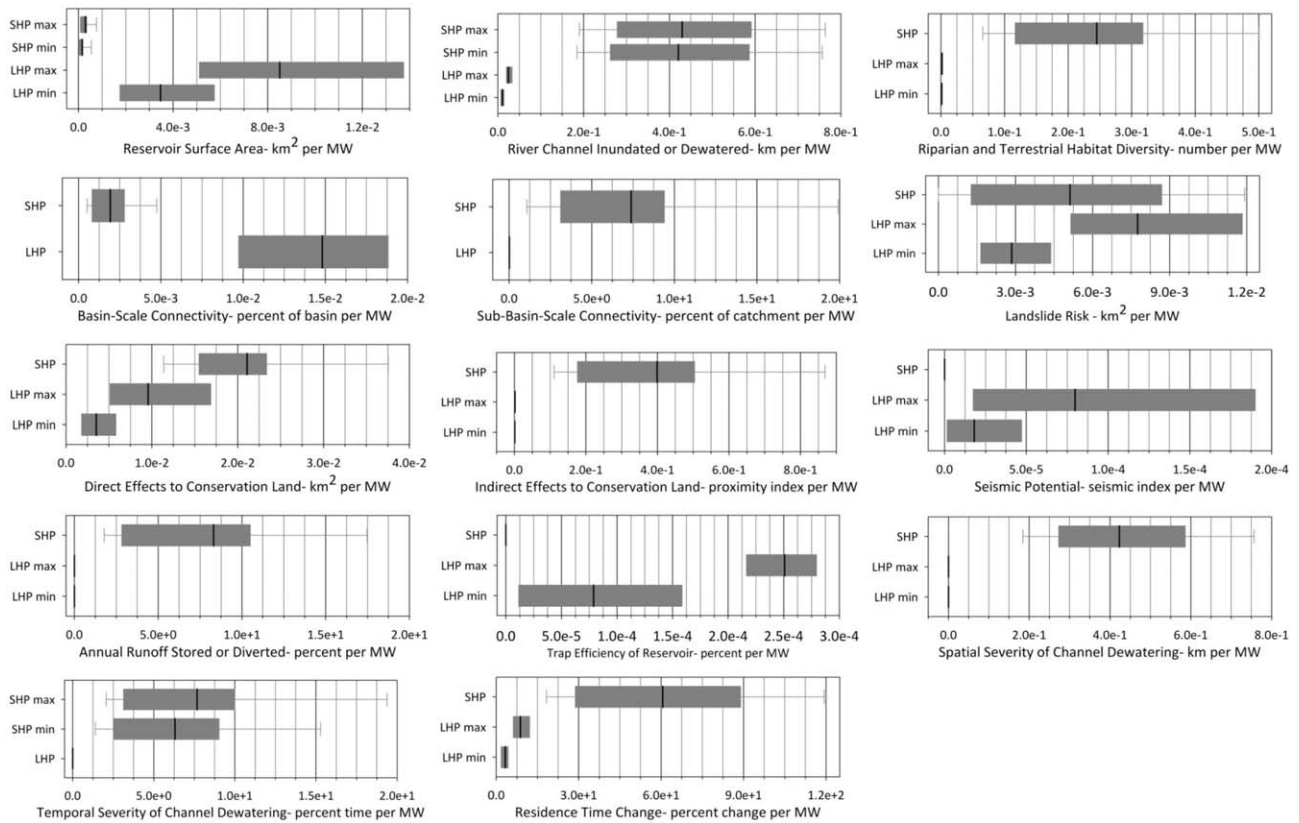 SHP max
SHP min
LHP max
LHP min
0.0 4.0e-3 8.0e-3 1.2e-2
Reservoir Surface Area- km² per MW
SHP max
SHP min
LHP max
LHP min
0.0 2.0e-1 4.0e-1 6.0e-1 8.0e-1
River Channel Inundated or Dewatered- km per MW
SHP
LHP max
LHP min
0.0 1.0e-1 2.0e-1 3.0e-1 4.0e-1 5.0e-1
Riparian and Terrestrial Habitat Diversity- number per MW
SHP
LHP
0.0 5.0e-3 1.0e-2 1.5e-2 2.0e-2
Basin-Scale Connectivity- percent of basin per MW
SHP
LHP
0.0 5.0e+0 1.0e+1 1.5e+1 2.0e+1
Sub-Basin-Scale Connectivity- percent of catchment per MW
SHP
LHP max
LHP min
0.0 3.0e-3 6.0e-3 9.0e-3 1.2e-2
Landslide Risk - km² per MW
SHP
LHP max
LHP min
0.0 1.0e-2 2.0e-2 3.0e-2 4.0e-2
Direct Effects to Conservation Land- km² per MW
SHP
LHP max
LHP min
0.0 2.0e-1 4.0e-1 6.0e-1 8.0e-1
Indirect Effects to Conservation Land- proximity index per MW
SHP
LHP max
LHP min
0.0 5.0e-5 1.0e-4 1.5e-4 2.0e-4
Seismic Potential- seismic index per MW
SHP
LHP max
LHP min
0.0 5.0e+0 1.0e+1 1.5e+1 2.0e+1
Annual Runoff Stored or Diverted- percent per MW
SHP
LHP max
LHP min
0.0 5.0e-5 1.0e-4 1.5e-4 2.0e-4 2.5e-4 3.0e-4
Trap Efficiency of Reservoir- percent per MW
SHP
LHP max
LHP min
0.0 2.0e-1 4.0e-1 6.0e-1 8.0e-1
Spatial Severity of Channel Dewatering- km per MW
SHP max
SHP min
LHP
0.0 5.0e+0 1.0e+1 1.5e+1 2.0e+1
Temporal Severity of Channel Dewatering- percent time per MW
SHP
LHP max
LHP min
0.0 3.0e+1 6.0e+1 9.0e+1 1.2e+2
Residence Time Change- percent change per MW